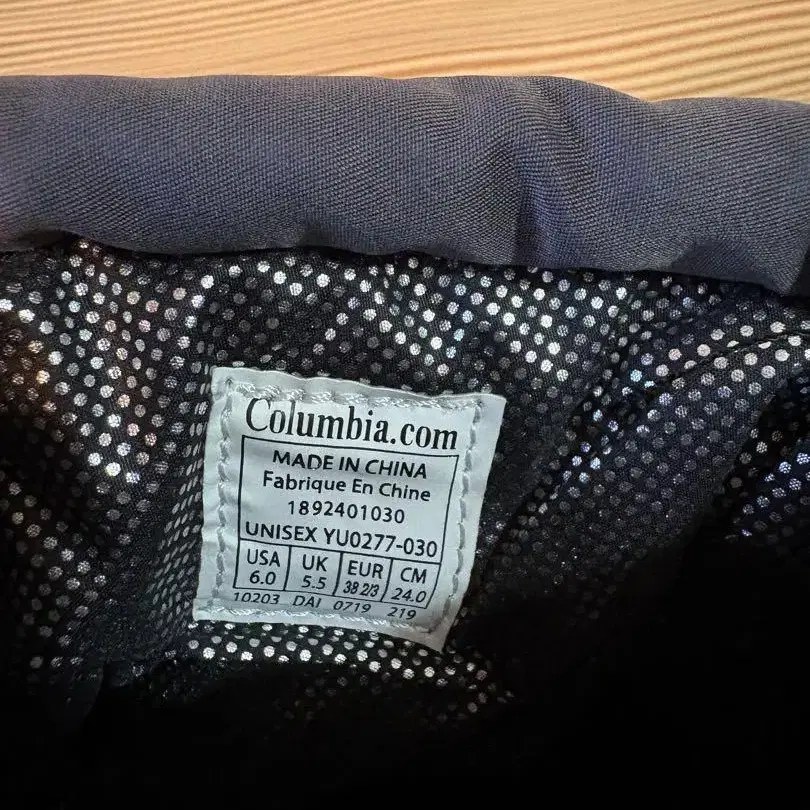 Columbia.com
MADE IN CHINA
Fabrique En Chine
1892401030
UNISEX YU0277-030
USA UK EUR CM
6.0 5.5 38 2/3 24.0
10203 DAI 0719 219